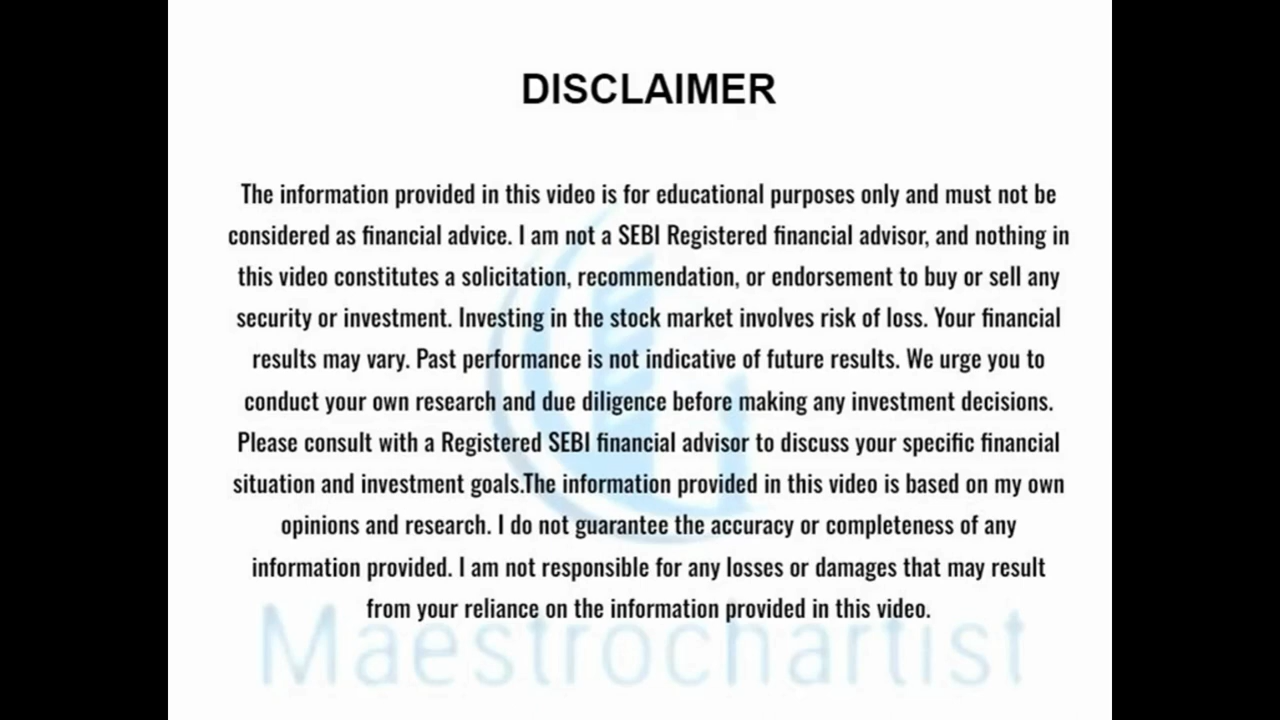 DISCLAIMER
The information provided in this video is for educational purposes only and must not be
considered as financial advice. I am not a SEBI Registered financial advisor, and nothing in
this video constitutes a solicitation, recommendation, or endorsement to buy or sell any
security or investment. Investing in the stock market involves risk of loss. Your financial
results may vary. Past performance is not indicative of future results. We urge you to
conduct your own research and due diligence before making any investment decisions.
Please consult with a Registered SEBI financial advisor to discuss your specific financial
situation and investment goals.The information provided in this video is based on my own
opinions and research. I do not guarantee the accuracy or completeness of any
information provided. I am not responsible for any losses or damages that may result
from your reliance on the information provided in this video.
Maestrochartist